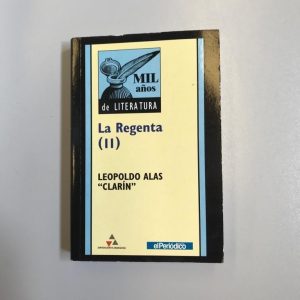 MIL
años
de LITERATURA
La Regenta
(II)
LEOPOLDO ALAS
"CLARÍN"
elPeriódico